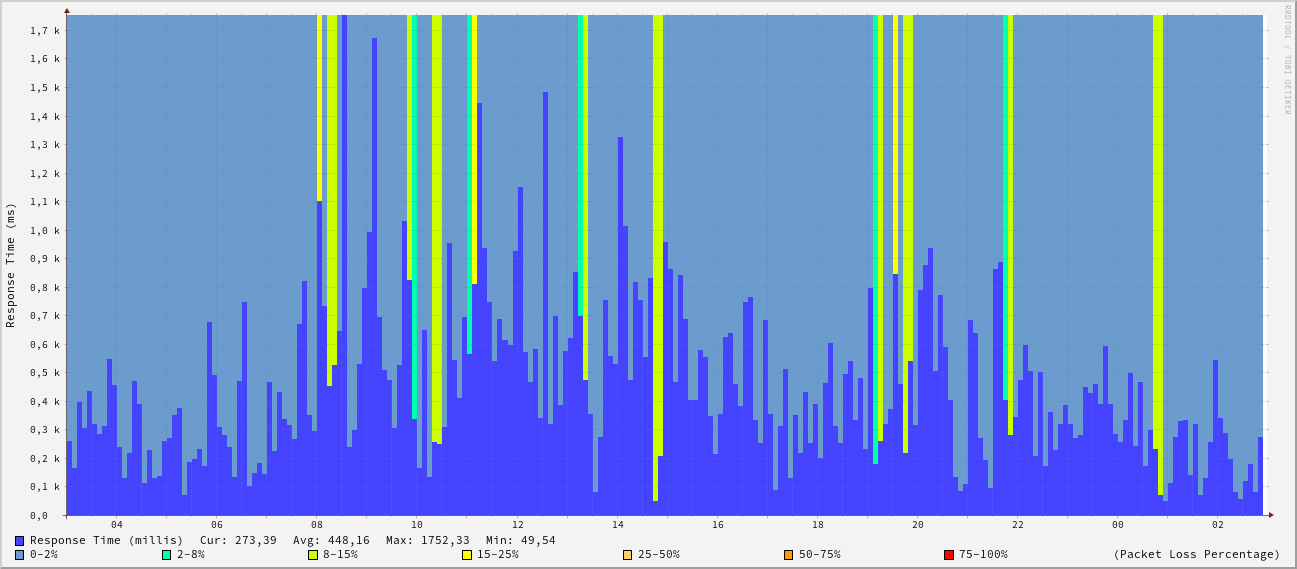 RRDTOOL / TOBI OETIKER
Response Time (ms)
1,7 k
1,6 k
1,5 k
1,4 k
1,3 k
1,2 k
1,1 k
1,0 k
0,9 k
0,8 k
0,7 k
0,6 k
0,5 k
0,4 k
0,3 k
0,2 k
0,1 k
0,0
04 06 08 10 12 14 16 18 20 22 00 02
Response Time (millis) Cur: 273,39 Avg: 448,16 Max: 1752,33 Min: 49,54
0-2% 2-8% 8-15% 15-25% 25-50% 50-75% 75-100% (Packet Loss Percentage)